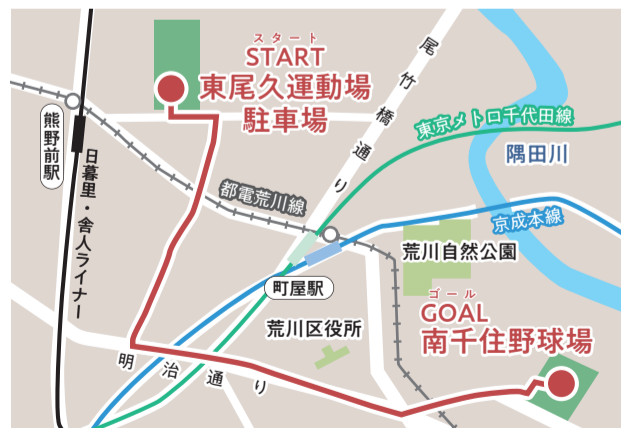 スタート
START
東尾久運動場
駐車場
尾竹橋通り
東京メトロ千代田線
隅田川
熊野前駅
日暮里・舎人ライナー
都電荒川線
京成本線
荒川自然公園
町屋駅
ゴール
GOAL
南千住野球場
荒川区役所
明治通り